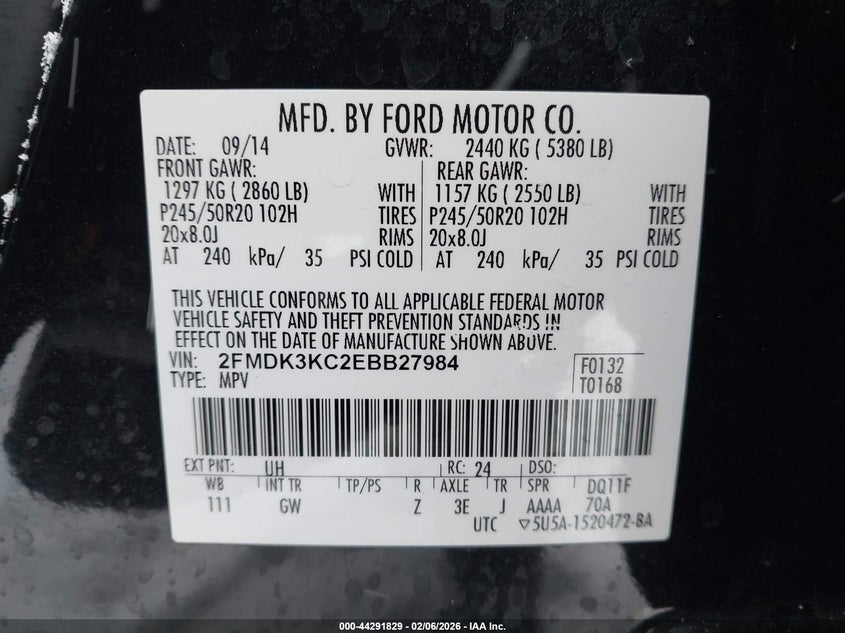 MFD. BY FORD MOTOR CO.
DATE: 09/14 GVWR: 2440 KG ( 5380 LB)
FRONT GAWR: REAR GAWR:
1297 KG ( 2860 LB) WITH 1157 KG ( 2550 LB) WITH
P245/50R20 102H TIRES P245/50R20 102H TIRES
20x8.0J RIMS 20x8.0J RIMS
AT 240 kPa/ 35 PSI COLD AT 240 kPa/ 35 PSI COLD
THIS VEHICLE CONFORMS TO ALL APPLICABLE FEDERAL MOTOR
VEHICLE SAFETY AND THEFT PREVENTION STANDARDS IN
EFFECT ON THE DATE OF MANUFACTURE SHOWN ABOVE.
VIN: 2FMDK3KC2EBB27984 F0132
TYPE: MPV T0168
EXT PNT: UH RC: 24 DSO:
WB INT TR TP/PS R AXLE TR SPR DQ11F
111 GW Z 3E J AAAA 70A
UTC ▽5U5A-1520472-BA
000-44291829 - 02/06/2026 - IAA Inc.